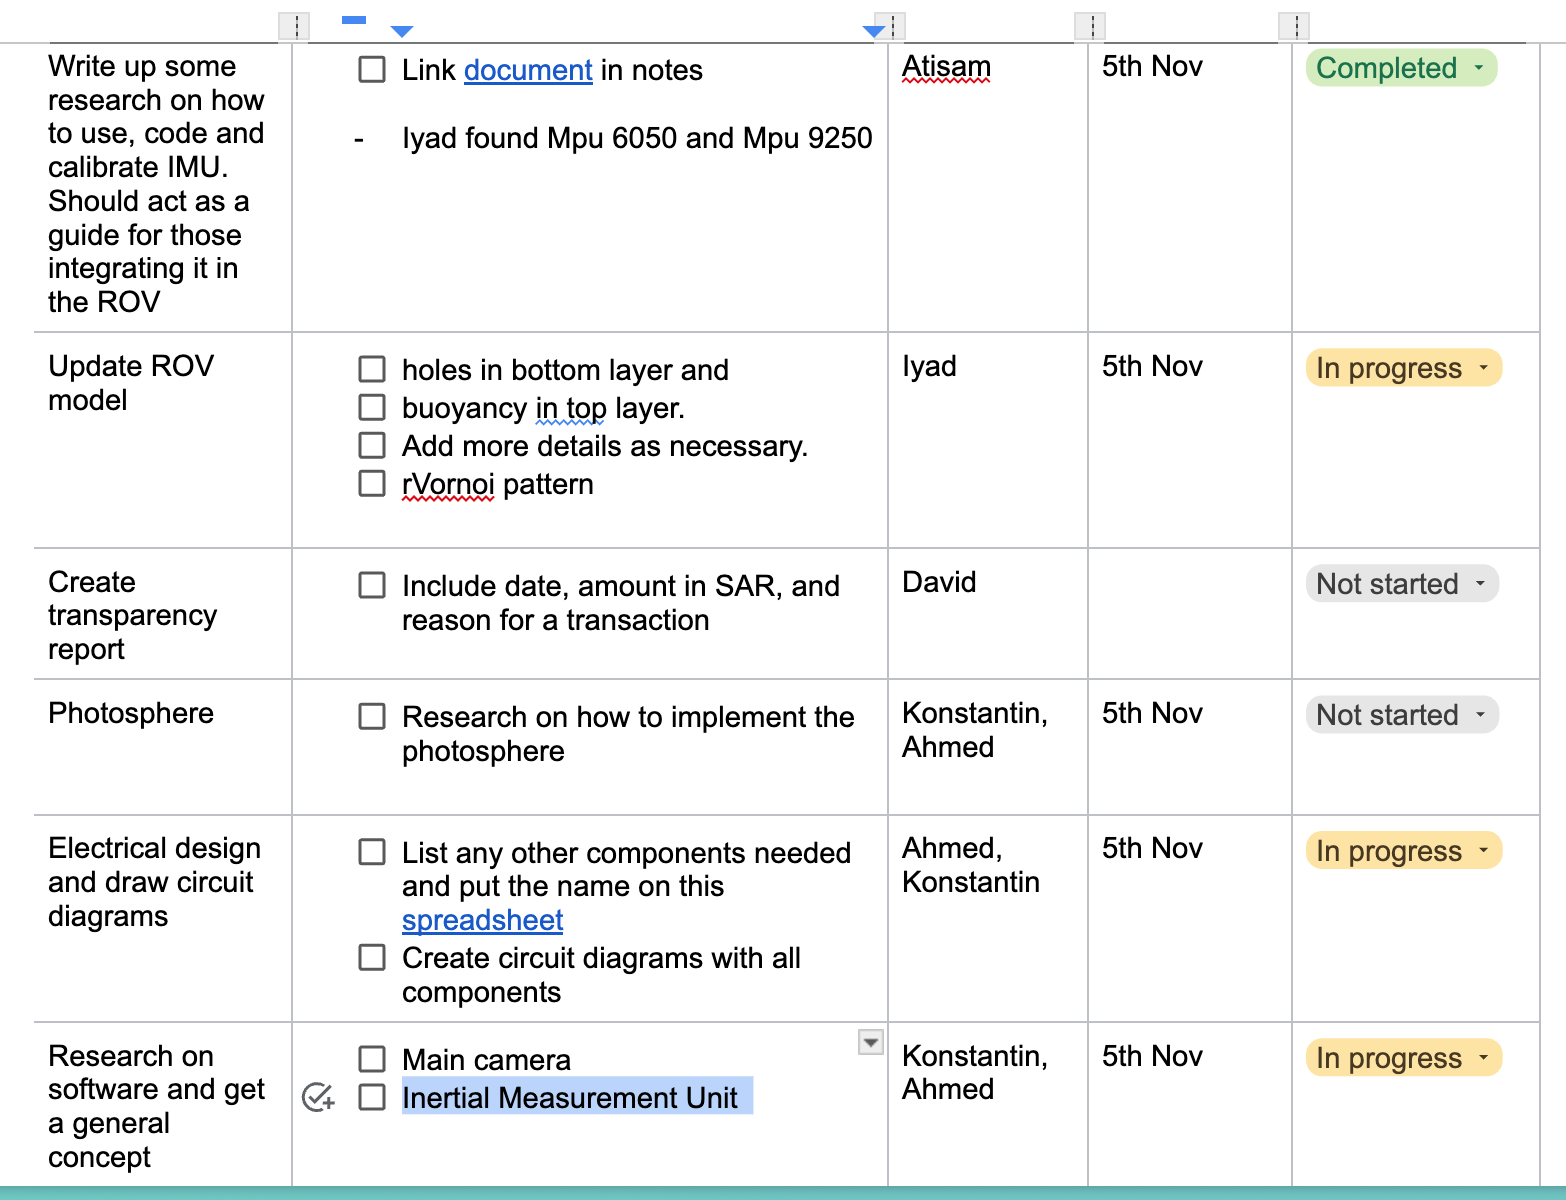 Write up some
research on how
to use, code and
calibrate IMU.
Should act as a
guide for those
integrating it in
the ROV
Link document in notes
- Iyad found Mpu 6050 and Mpu 9250
Atisam
5th Nov
Completed
Update ROV
model
holes in bottom layer and
buoyancy in top layer.
Add more details as necessary.
rVornoi pattern
Iyad
5th Nov
In progress
Create
transparency
report
Include date, amount in SAR, and
reason for a transaction
David
Not started
Photosphere
Research on how to implement the
photosphere
Konstantin,
Ahmed
5th Nov
Not started
Electrical design
and draw circuit
diagrams
List any other components needed
and put the name on this
spreadsheet
Create circuit diagrams with all
components
Ahmed,
Konstantin
5th Nov
In progress
Research on
software and get
a general
concept
Main camera
Inertial Measurement Unit
Konstantin,
Ahmed
5th Nov
In progress